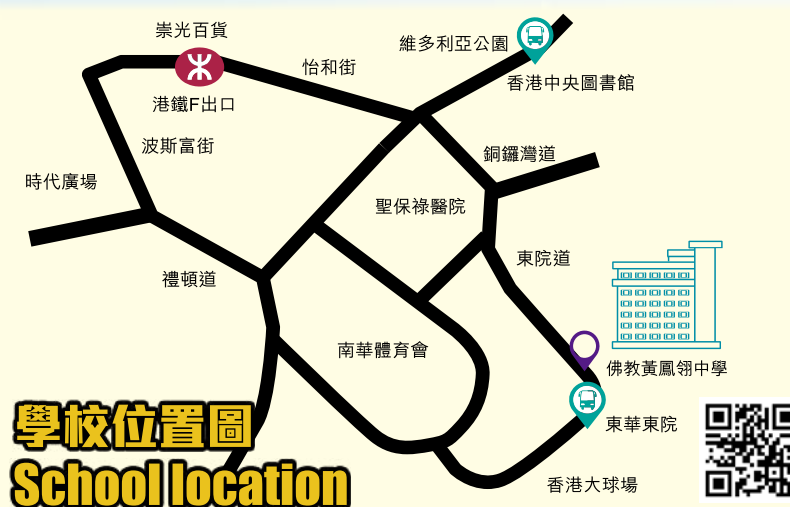 崇光百貨
維多利亞公園
怡和街
香港中央圖書館
港鐵F出口
波斯富街
銅鑼灣道
時代廣場
聖保祿醫院
東院道
禮頓道
南華體育會
佛教黃鳳翎中學
東華東院
香港大球場
學校位置圖
School location